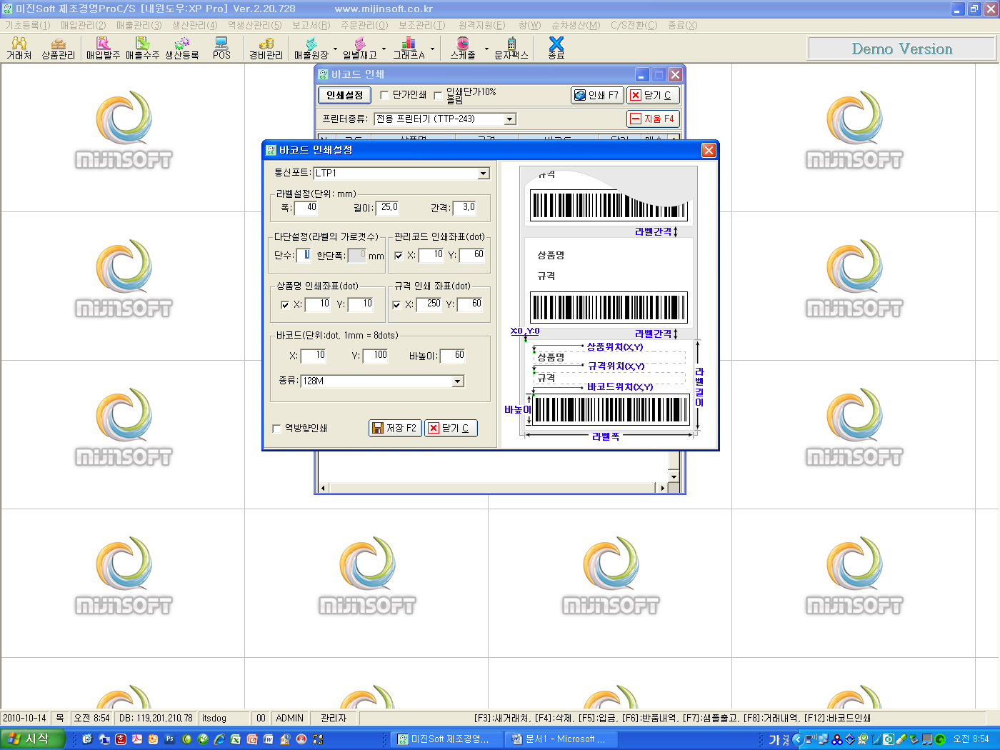 미진Soft 제조경영ProC/S [내윈도우:XP Pro] Ver.2.20.728 www.mijinsoft.co.kr
기초등록(1) 매입관리(2) 매출관리(3) 생산관리(4) 역생산관리(5) 보고서(R) 주문관리(O) 보조관리(T) 원격지원(E) 창(W) 순차생산(M) C/S전환(C) 종료(X)
거래처 상품관리 매입발주 매출수주 생산등록 POS 경비관리 매출원장 일별재고 그래프A 스케줄 문자팩스 종료
Demo Version
바코드 인쇄
인쇄설정 단가인쇄 인쇄단가10%
올림
인쇄 F7 닫기 C
프린터종류: 전용 프린터기 (TTP-243) 지움 F4
바코드 인쇄설정
통신포트: LTP1
라벨설정(단위: mm)
폭: 40 길이: 25.0 간격: 3.0
다단설정(라벨의 가로갯수)
단수: 1 한단폭: 0 mm
관리코드 인쇄좌표(dot)
X: 10 Y: 60
상품명 인쇄좌표(dot)
X: 10 Y: 10
규격 인쇄 좌표(dot)
X: 250 Y: 60
바코드(단위:dot, 1mm = 8dots)
X: 10 Y: 100 바높이: 60
종류: 128M
역방향인쇄 저장 F2 닫기 C
규격
라벨간격
상품명
규격
라벨간격
X:0 ,Y:0
상품위치(X,Y)
상품명
규격위치(X,Y)
규격
바코드위치(X,Y)
바높이
라벨길이
라벨폭
MIJINSOFT
MIJINSOFT
MIJINSOFT
MIJINSOFT
MIJINSOFT
MIJINSOFT
MIJINSOFT
MIJINSOFT
MIJINSOFT
MIJINSOFT
2010-10-14 목 오전 8:54 DB: 119,201,210,78 itsdog 00 ADMIN 관리자 [F3]:새거래처, [F4]:삭제, [F5]:입금, [F6]:반품내역, [F7]:샘플출고, [F8]:거래내역, [F12]:바코드인쇄
시작 미진Soft 제조경영... 문서1 - Microsoft ... 가 오전 8:54